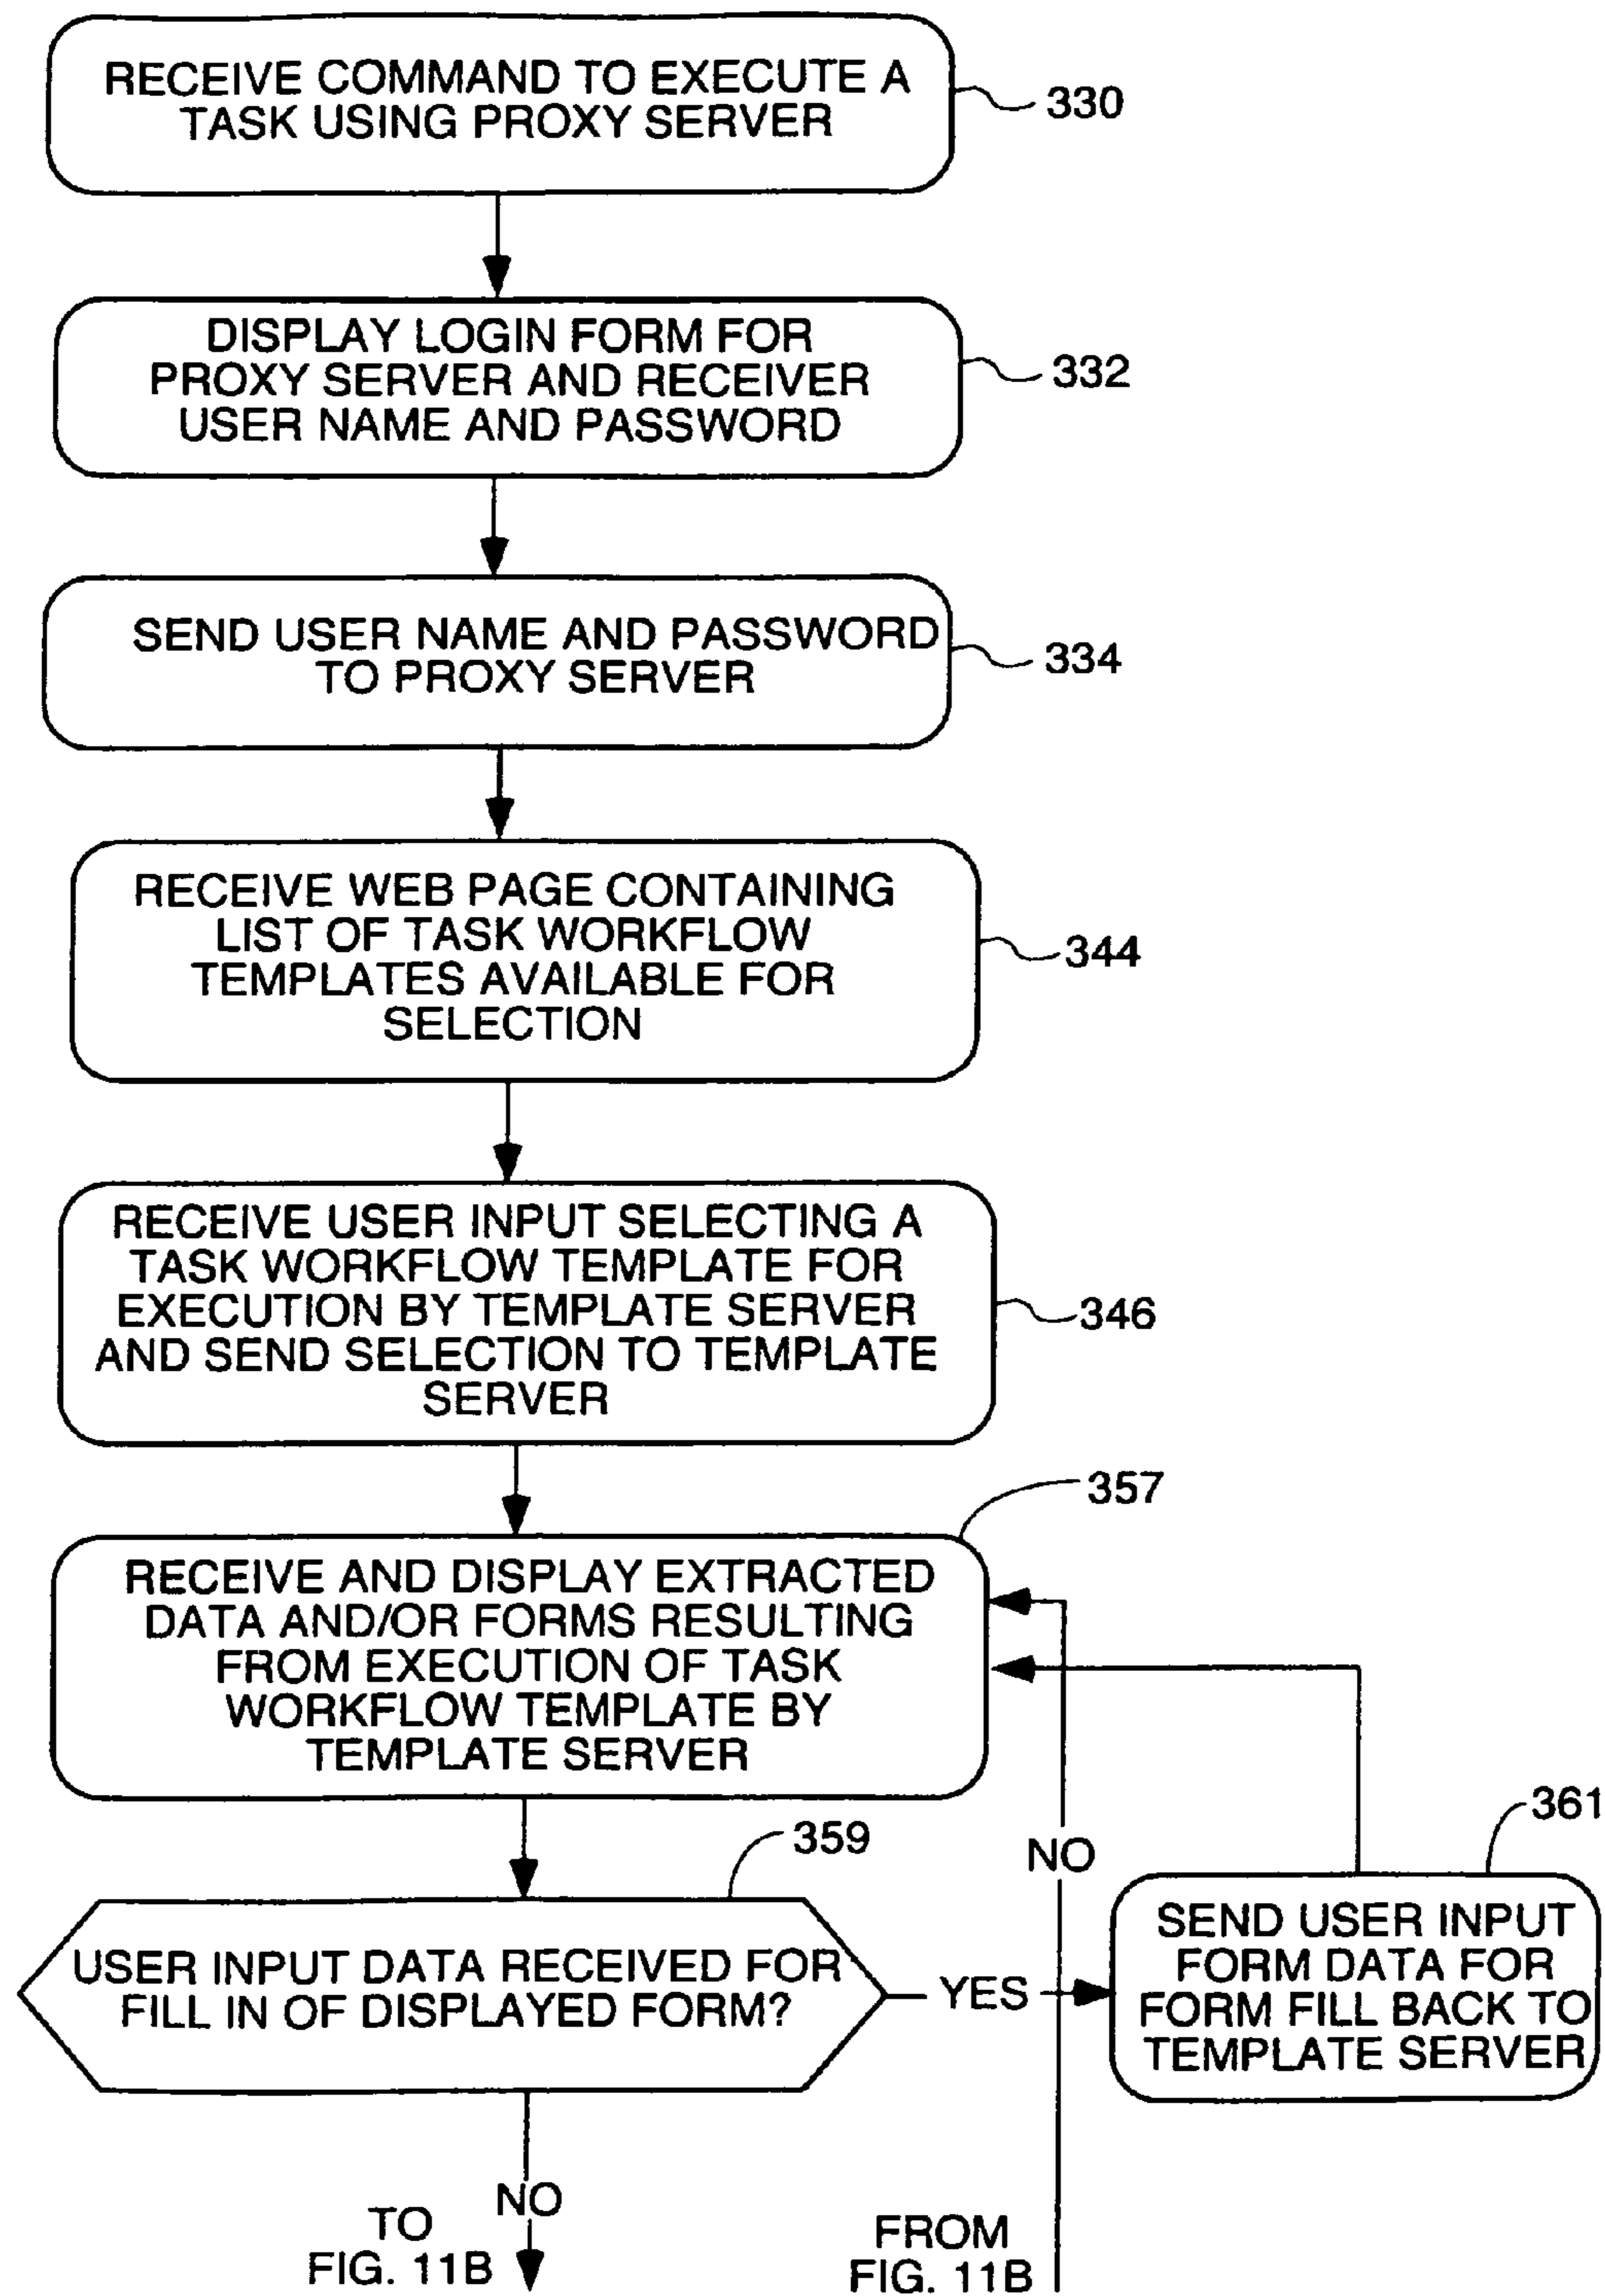 RECEIVE COMMAND TO EXECUTE A
TASK USING PROXY SERVER
330
DISPLAY LOGIN FORM FOR
PROXY SERVER AND RECEIVER
USER NAME AND PASSWORD
332
SEND USER NAME AND PASSWORD
TO PROXY SERVER
334
RECEIVE WEB PAGE CONTAINING
LIST OF TASK WORKFLOW
TEMPLATES AVAILABLE FOR
SELECTION
344
RECEIVE USER INPUT SELECTING A
TASK WORKFLOW TEMPLATE FOR
EXECUTION BY TEMPLATE SERVER
AND SEND SELECTION TO TEMPLATE
SERVER
346
357
RECEIVE AND DISPLAY EXTRACTED
DATA AND/OR FORMS RESULTING
FROM EXECUTION OF TASK
WORKFLOW TEMPLATE BY
TEMPLATE SERVER
359
USER INPUT DATA RECEIVED FOR
FILL IN OF DISPLAYED FORM?
YES
NO
361
SEND USER INPUT
FORM DATA FOR
FORM FILL BACK TO
TEMPLATE SERVER
NO
TO
FIG. 11B
FROM
FIG. 11B